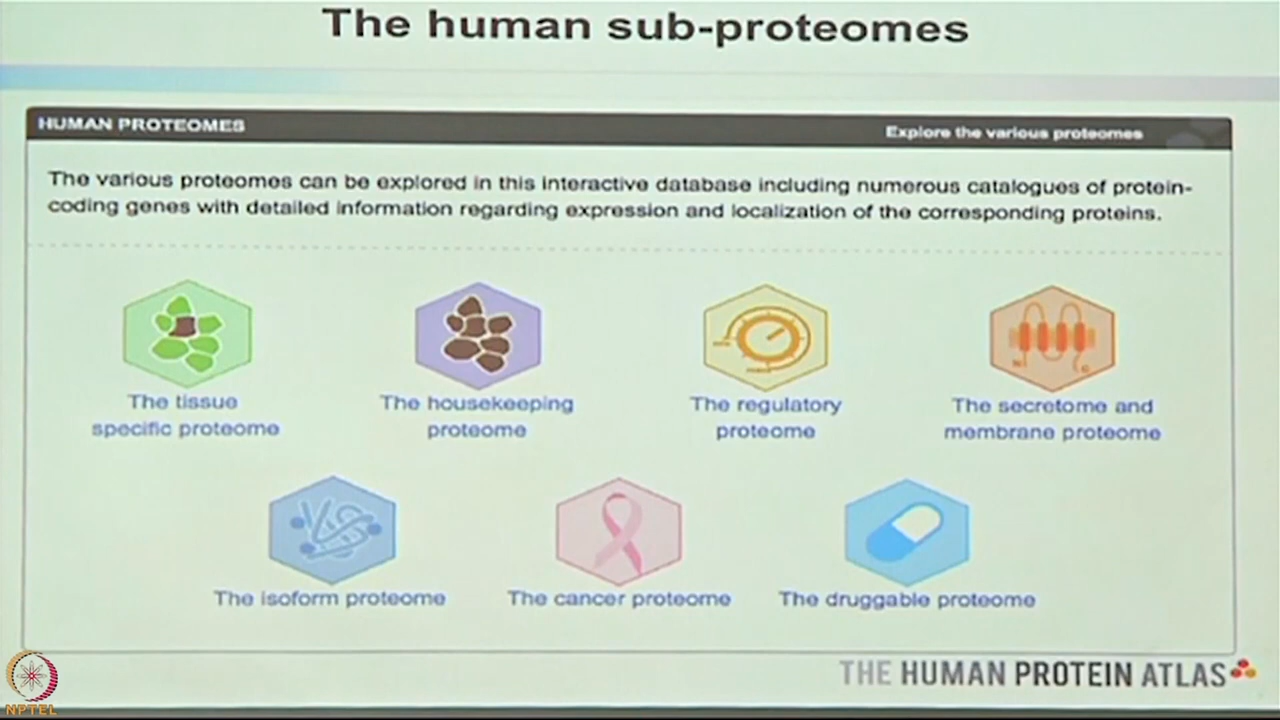 The human sub-proteomes
HUMAN PROTEOMES
Explore the various proteomes
The various proteomes can be explored in this interactive database including numerous catalogues of protein-
coding genes with detailed information regarding expression and localization of the corresponding proteins.
The tissue
specific proteome
The housekeeping
proteome
The regulatory
proteome
N
C
The secretome and
membrane proteome
The isoform proteome
The cancer proteome
The druggable proteome
THE HUMAN PROTEIN ATLAS
NPTEL